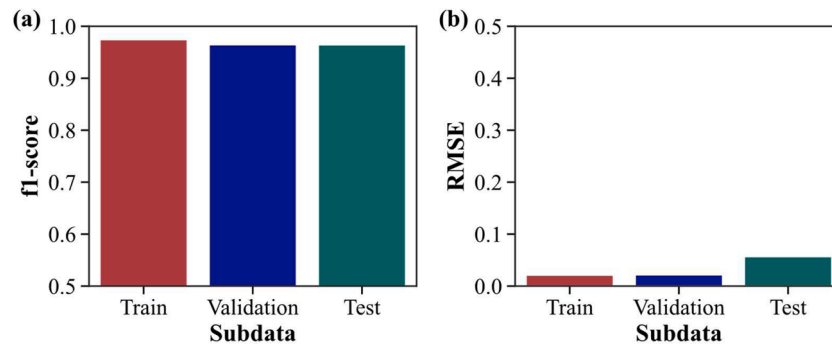 (a)
1.0
0.9
0.8
0.7
0.6
0.5
f1-score
Train Validation Test
Subdata
(b)
0.5
0.4
0.3
0.2
0.1
0.0
RMSE
Train Validation Test
Subdata